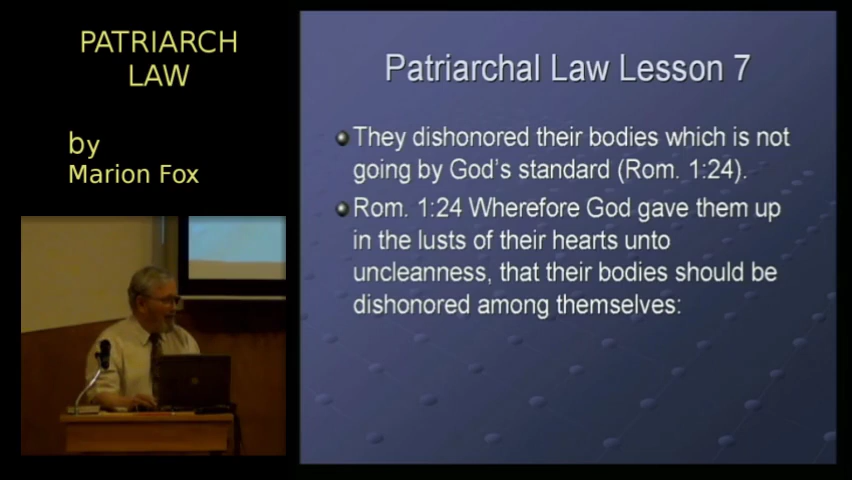 PATRIARCH
LAW
by
Marion Fox
Patriarchal Law Lesson 7
They dishonored their bodies which is not
going by God's standard (Rom. 1:24).
Rom. 1:24 Wherefore God gave them up
in the lusts of their hearts unto
uncleanness, that their bodies should be
dishonored among themselves: